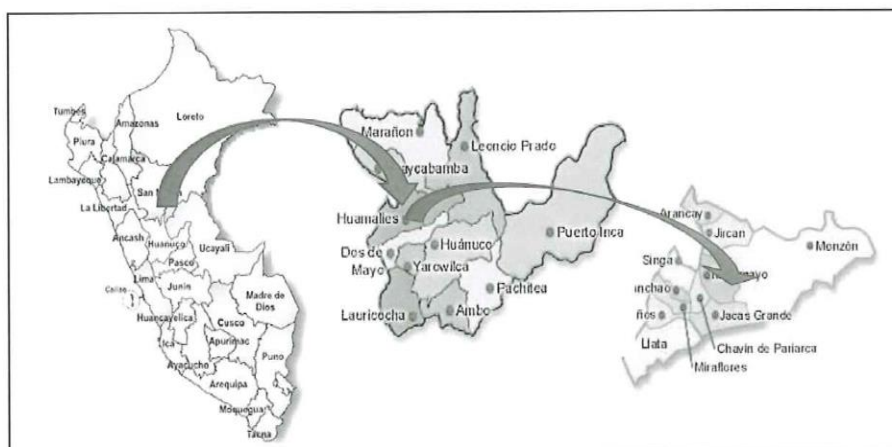 Tumbes
Piura
Lambayeque
Amazonas
Loreto
Cajamarca
La Libertad
Ancash
Huanuco
Ucayali
Pasco
Lima
Junin
Callao
Madre de
Dios
Huancavelica
Cusco
Ica
Apurimac
Ayacucho
Puno
Arequipa
Moquegua
Tacna
Marañon
Leoncio Prado
Huamalies
Dos de
Mayo
Huánuco
Yarowilca
Puerto Inca
Pachitea
Lauricocha
Ambo
Arancay
Jircan
Monzón
Singa
Jacas Grande
Llata
Chavín de Pariarca
Miraflores